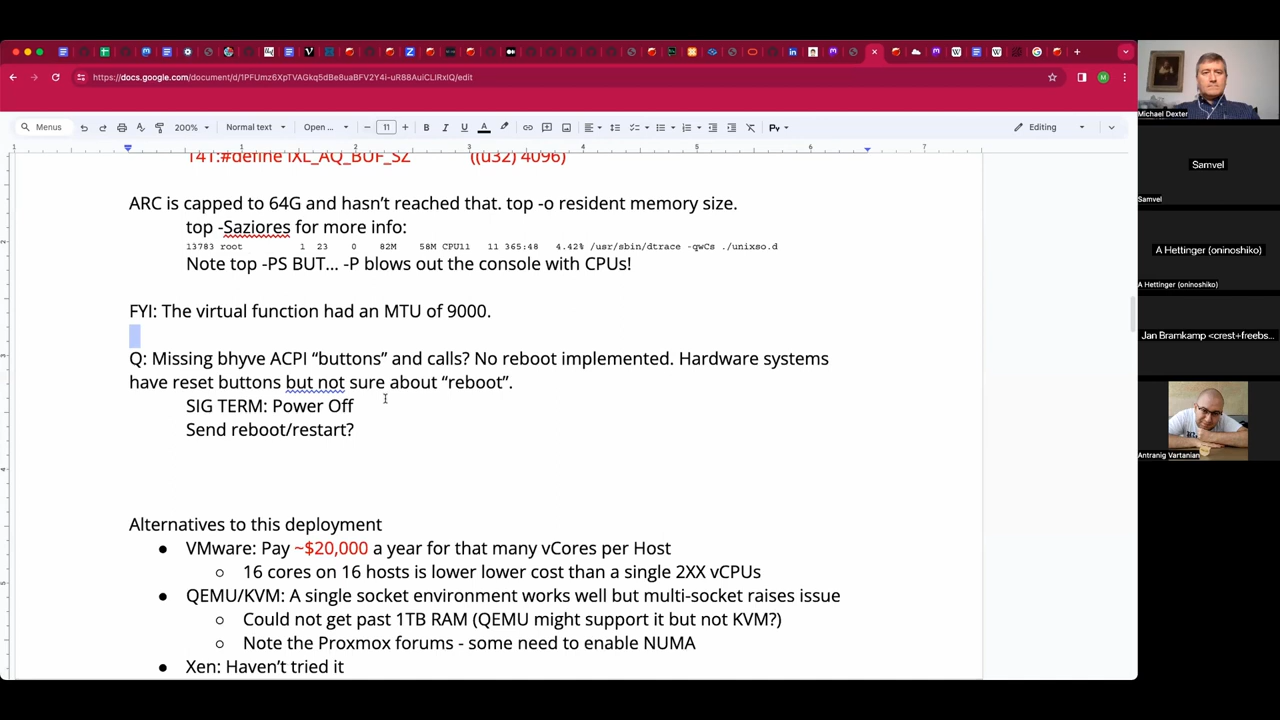 https://docs.google.com/document/d/1PFUmz6XpTVAGkq5dBe8uaBFV2Y4i-uR88AuiCLIRxIQ/edit
Menus
200%
Normal text
Open ...
11
Editing
141:#define IXL_AQ_BUF_SZ ((u32) 4096)
ARC is capped to 64G and hasn't reached that. top -o resident memory size.
top -Saziores for more info:
13783 root 1 23 0 82M 58M CPU11 11 365:48 4.42% /usr/sbin/dtrace -qwCs ./unixso.d
Note top -PS BUT... -P blows out the console with CPUs!
FYI: The virtual function had an MTU of 9000.
Q: Missing bhyve ACPI “buttons” and calls? No reboot implemented. Hardware systems
have reset buttons but not sure about “reboot”.
SIG TERM: Power Off
Send reboot/restart?
Alternatives to this deployment
● VMware: Pay ~$20,000 a year for that many vCores per Host
○ 16 cores on 16 hosts is lower lower cost than a single 2XX vCPUs
● QEMU/KVM: A single socket environment works well but multi-socket raises issue
○ Could not get past 1TB RAM (QEMU might support it but not KVM?)
○ Note the Proxmox forums - some need to enable NUMA
● Xen: Haven't tried it
Michael Dexter
Samvel
Samvel
A Hettinger (oninoshiko)
A Hettinger (oninoshiko)
Jan Bramkamp <crest+freebs...
Antranig Vartanian